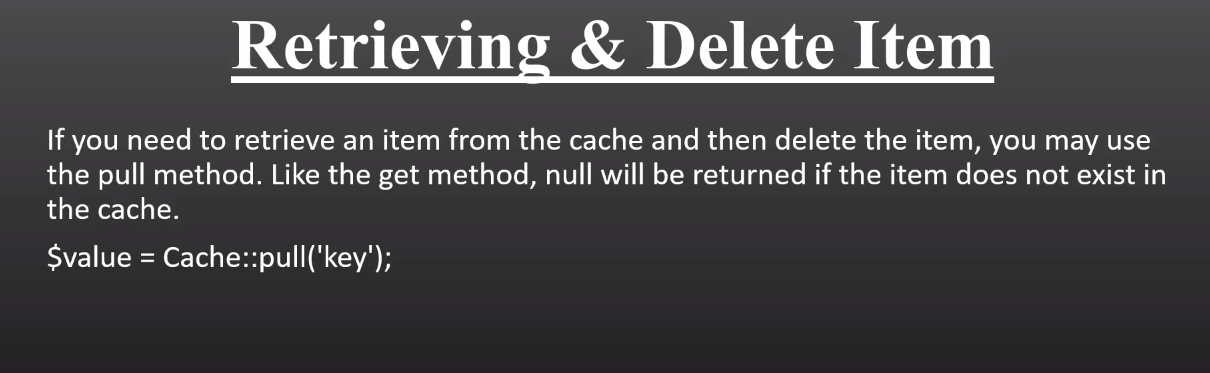 Retrieving & Delete Item
If you need to retrieve an item from the cache and then delete the item, you may use
the pull method. Like the get method, null will be returned if the item does not exist in
the cache.
$value = Cache::pull('key');